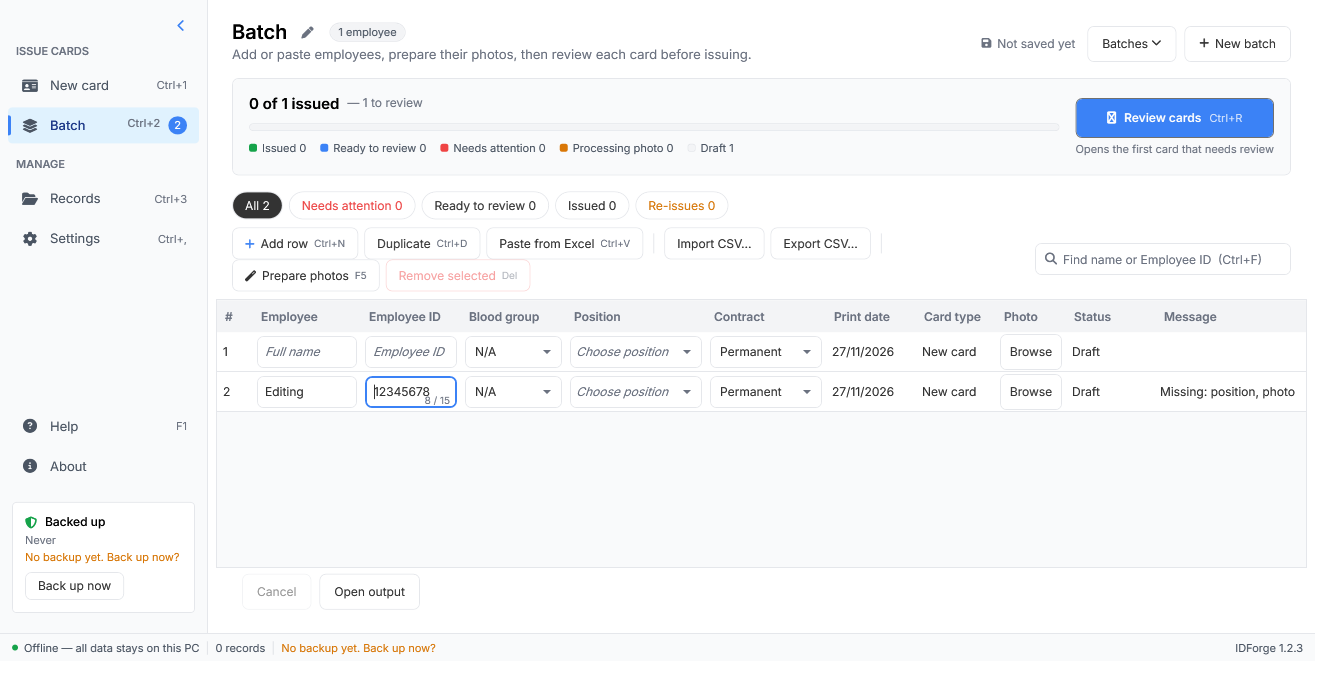 ISSUE CARDS
New card Ctrl+1
Batch Ctrl+2 2
MANAGE
Records Ctrl+3
Settings Ctrl+,
Help F1
About
Backed up
Never
No backup yet. Back up now?
Back up now
Batch 1 employee
Add or paste employees, prepare their photos, then review each card before issuing.
Not saved yet Batches + New batch
0 of 1 issued — 1 to review
Review cards Ctrl+R
Issued 0 Ready to review 0 Needs attention 0 Processing photo 0 Draft 1
Opens the first card that needs review
All 2 Needs attention 0 Ready to review 0 Issued 0 Re-issues 0
+ Add row Ctrl+N Duplicate Ctrl+D Paste from Excel Ctrl+V Import CSV... Export CSV...
Prepare photos F5 Remove selected Del
Find name or Employee ID (Ctrl+F)
# Employee Employee ID Blood group Position Contract Print date Card type Photo Status Message
1 Full name Employee ID N/A Choose position Permanent 27/11/2026 New card Browse Draft
2 Editing 12345678 8 / 15 N/A Choose position Permanent 27/11/2026 New card Browse Draft Missing: position, photo
Cancel Open output
Offline — all data stays on this PC 0 records No backup yet. Back up now? IDForge 1.2.3